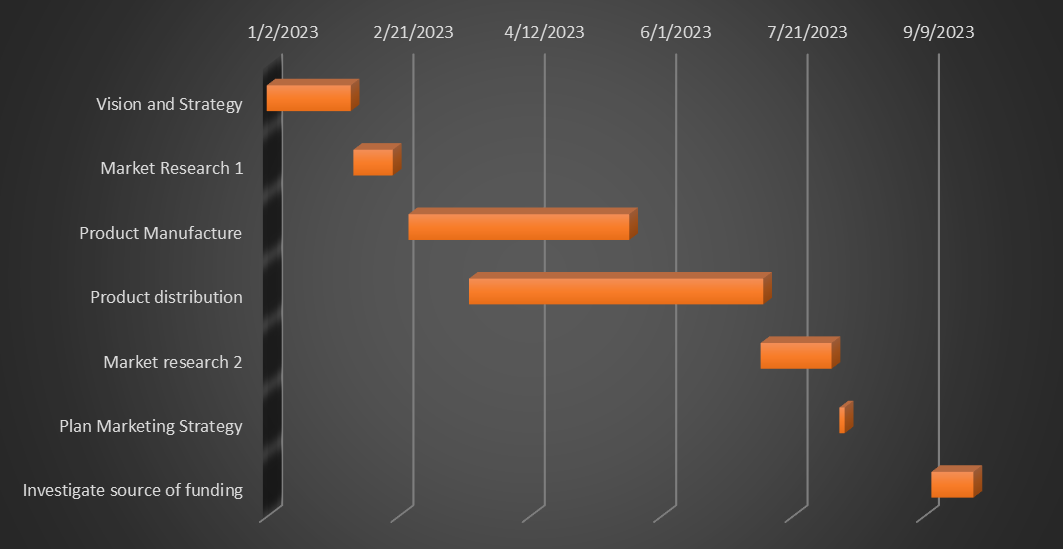 1/2/2023 2/21/2023 4/12/2023 6/1/2023 7/21/2023 9/9/2023
Vision and Strategy
Market Research 1
Product Manufacture
Product distribution
Market research 2
Plan Marketing Strategy
Investigate source of funding